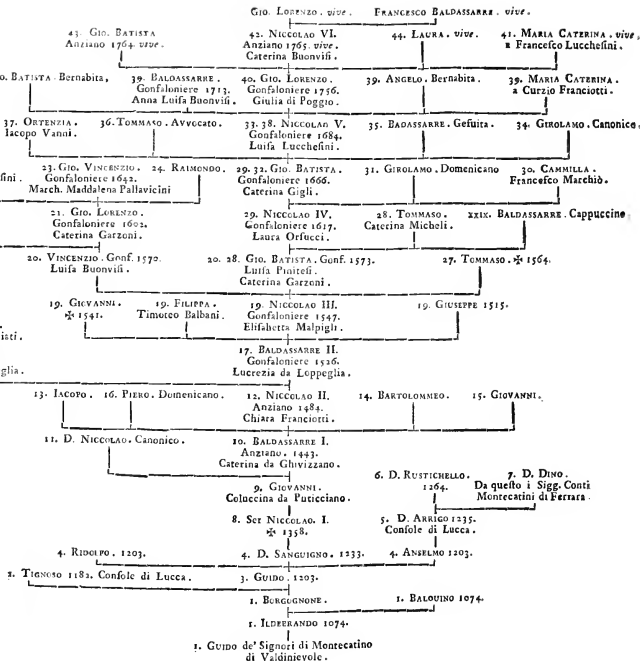 GIO. LORENZO. vive. FRANCESCO BALDASSARRE. vive.
43. GIO. BATISTA 42. NICCOLAO VI. 44. LAURA. vive. 41. MARIA CATERINA. vive.
Anziano 1764. vive. Anziano 1765. vive. a Francesco Lucchesini.
Caterina Buonvisi.
BATISTA. Bernabita, 39. BALDASSARRE. 40. GIO. LORENZO. 39. ANGELO. Bernabita. 39. MARIA CATERINA.
Gonfaloniere 1713. Gonfaloniere 1756. a Curzio Franciotti.
Anna Luisa Buonvisi. Giulia di Poggio.
37. ORTENZIA. 36. TOMMASO. Avvocato. 33. 38. NICCOLAO V. 35. BADASSARRE. Gesuita. 34. GIROLAMO. Canonico.
Iacopo Vanni. Gonfaloniere 1684.
Luisa Lucchesini.
sini. 23. GIO. VINCENZIO. 24. RAIMONDO. 29. 32. GIO. BATISTA. 31. GIROLAMO. Domenicano 30. CAMMILLA.
Gonfaloniere 1642. Gonfaloniere 1666. Francesco Marchiò.
March. Maddalena Pallavicini Caterina Gigli.
21. GIO. LORENZO. 29. NICCOLAO IV. 28. TOMMASO. XXIX. BALDASSARRE. Cappuccino
Gonfaloniere 1602. Gonfaloniere 1617. Caterina Micheli.
Caterina Garzoni. Laura Orsucci.
20. VINCENZIO. Gonf. 1570. 20. 28. GIO. BATISTA. Gonf. 1573. 27. TOMMASO. ✠ 1564.
Luisa Buonvisi. Luisa Pinitesi.
Caterina Garzoni.
19. GIOVANNI. 19. FILIPPA. 19. NICCOLAO III. 19. GIUSEPPE 1515.
✠ 1541. Timoteo Balbani. Gonfaloniere 1547.
Elisabetta Malpigli.
iati.
17. BALDASSARRE II.
Gonfaloniere 1526.
glia. Lucrezia da Loppeglia.
13. IACOPO. 16. PIERO. Domenicano. 12. NICCOLAO II. 14. BARTOLOMMEO. 15. GIOVANNI.
Anziano 1484.
Chiara Franciotti.
11. D. NICCOLAO. Canonico. 10. BALDASSARRE I.
Anziano. 1443.
Caterina da Ghivizzano.
6. D. RUSTICHELLO. 7. D. DINO.
9. GIOVANNI. 1264. Da questo i Sigg. Conti
Coluccina da Puticciano. Montecatini di Ferrara.
8. Ser NICCOLAO. I. 5. D. ARRIGO 1235.
✠ 1358. Console di Lucca.
4. RIDOLFO. 1203. 4. D. SANGUIGNO. 1233. 4. ANSELMO 1203.
2. TIGNOSO 1182. Console di Lucca. 3. GUIDO. 1203.
1. BORGOGNONE. 1. BALDUINO 1074.
1. ILDEBRANDO 1074.
1. GUIDO de' Signori di Montecatino
di Valdinievole.